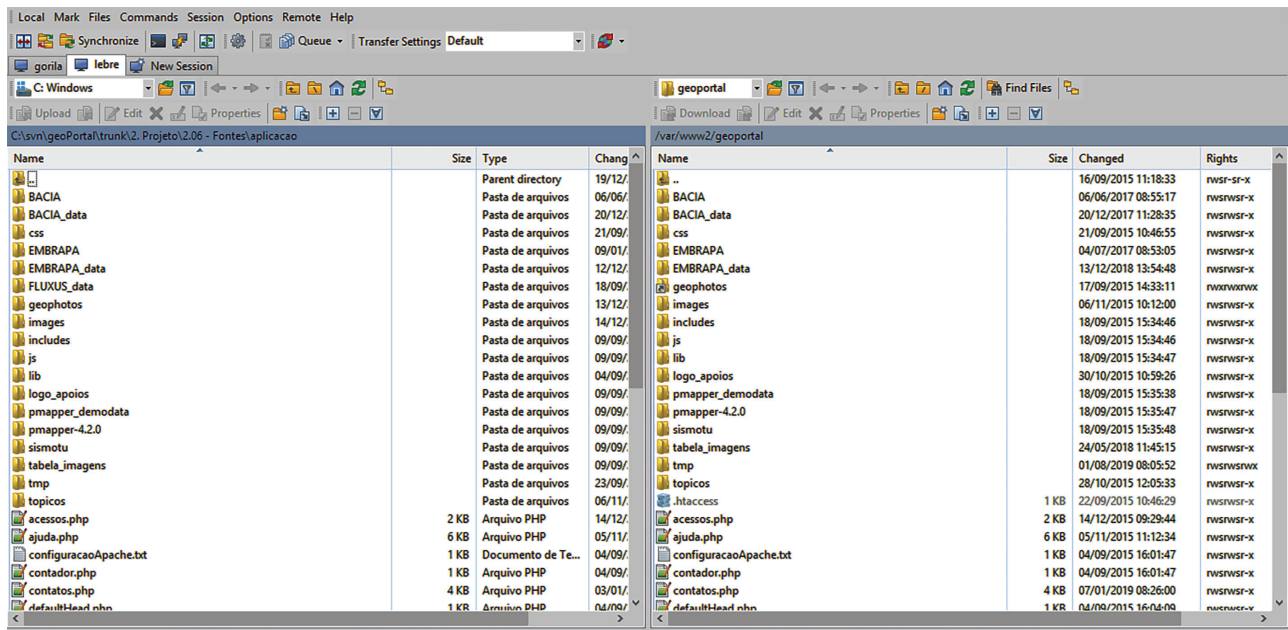 Local Mark Files Commands Session Options Remote Help
Synchronize Queue Transfer Settings Default
gorila lebre New Session
C: Windows
Upload Edit Properties
C:\svn\geoPortal\trunk\2. Projeto\2.06 - Fontes\aplicacao
Name Size Type Chang
.. Parent directory 19/12/
BACIA Pasta de arquivos 06/06/
BACIA_data Pasta de arquivos 20/12/
css Pasta de arquivos 21/09/
EMBRAPA Pasta de arquivos 09/01/
EMBRAPA_data Pasta de arquivos 12/12/
FLUXUS_data Pasta de arquivos 18/09/
geophotos Pasta de arquivos 13/12/
images Pasta de arquivos 14/12/
includes Pasta de arquivos 09/09/
js Pasta de arquivos 09/09/
lib Pasta de arquivos 04/09/
logo_apoios Pasta de arquivos 09/09/
pmapper_demodata Pasta de arquivos 09/09/
pmapper-4.2.0 Pasta de arquivos 09/09/
sismotu Pasta de arquivos 09/09/
tabela_imagens Pasta de arquivos 09/09/
tmp Pasta de arquivos 23/09/
topicos Pasta de arquivos 06/11/
acessos.php 2 KB Arquivo PHP 14/12/
ajuda.php 6 KB Arquivo PHP 05/11/
configuracaoApache.txt 1 KB Documento de Te... 04/09/
contador.php 1 KB Arquivo PHP 04/09/
contatos.php 4 KB Arquivo PHP 03/01/
defaultHead.php 1 KB Arquivo PHP 04/09/
geoportal Find Files
Download Edit Properties
/var/www2/geoportal
Name Size Changed Rights
.. 16/09/2015 11:18:33 rwsr-sr-x
BACIA 06/06/2017 08:55:17 rwsrwsr-x
BACIA_data 20/12/2017 11:28:35 rwsrwsr-x
css 21/09/2015 10:46:55 rwsrwsr-x
EMBRAPA 04/07/2017 08:53:05 rwsrwsr-x
EMBRAPA_data 13/12/2018 13:54:48 rwsrwsr-x
geophotos 17/09/2015 14:33:11 rwxrwxrwx
images 06/11/2015 10:12:00 rwsrwsr-x
includes 18/09/2015 15:34:46 rwsrwsr-x
js 18/09/2015 15:34:46 rwsrwsr-x
lib 18/09/2015 15:34:47 rwsrwsr-x
logo_apoios 30/10/2015 10:59:26 rwsrwsr-x
pmapper_demodata 18/09/2015 15:35:38 rwsrwsr-x
pmapper-4.2.0 18/09/2015 15:35:47 rwsrwsr-x
sismotu 18/09/2015 15:35:48 rwsrwsr-x
tabela_imagens 24/05/2018 11:45:15 rwsrwsr-x
tmp 01/08/2019 08:05:52 rwsrwsrwx
topicos 28/10/2015 12:05:33 rwsrwsr-x
.htaccess 1 KB 22/09/2015 10:46:29 rwsrwsr-x
acessos.php 2 KB 14/12/2015 09:29:44 rwsrwsr-x
ajuda.php 6 KB 05/11/2015 11:12:34 rwsrwsr-x
configuracaoApache.txt 1 KB 04/09/2015 16:01:47 rwsrwsr-x
contador.php 1 KB 04/09/2015 16:01:47 rwsrwsr-x
contatos.php 4 KB 07/01/2019 08:26:00 rwsrwsr-x
defaultHead.php 1 KB 04/09/2015 16:04:09 rwsrwsr-x